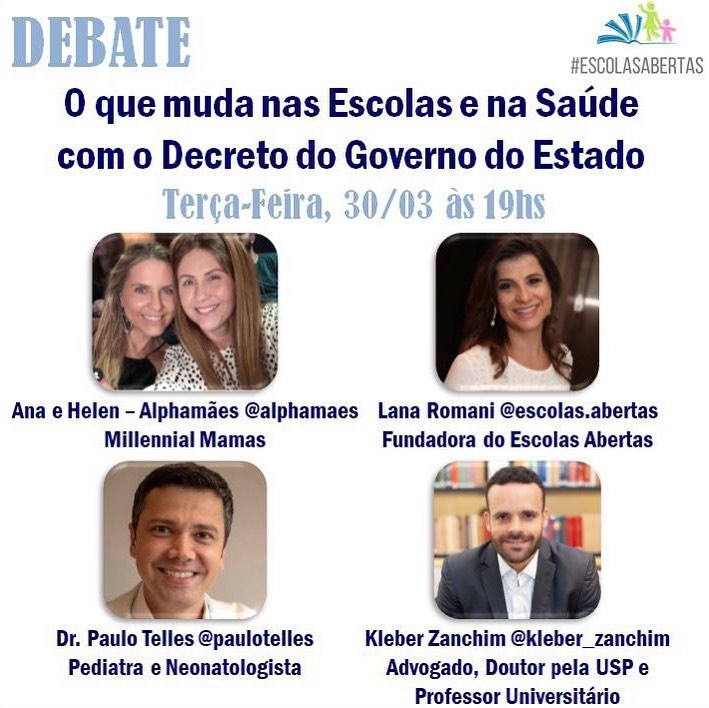 DEBATE
#ESCOLASABERTAS
O que muda nas Escolas e na Saúde
com o Decreto do Governo do Estado
Terça-Feira, 30/03 às 19hs
Ana e Helen – Alphamães @alphamaes
Millennial Mamas
Lana Romani @escolas.abertas
Fundadora do Escolas Abertas
Dr. Paulo Telles @paulotelles
Pediatra e Neonatologista
Kleber Zanchim @kleber_zanchim
Advogado, Doutor pela USP e
Professor Universitário